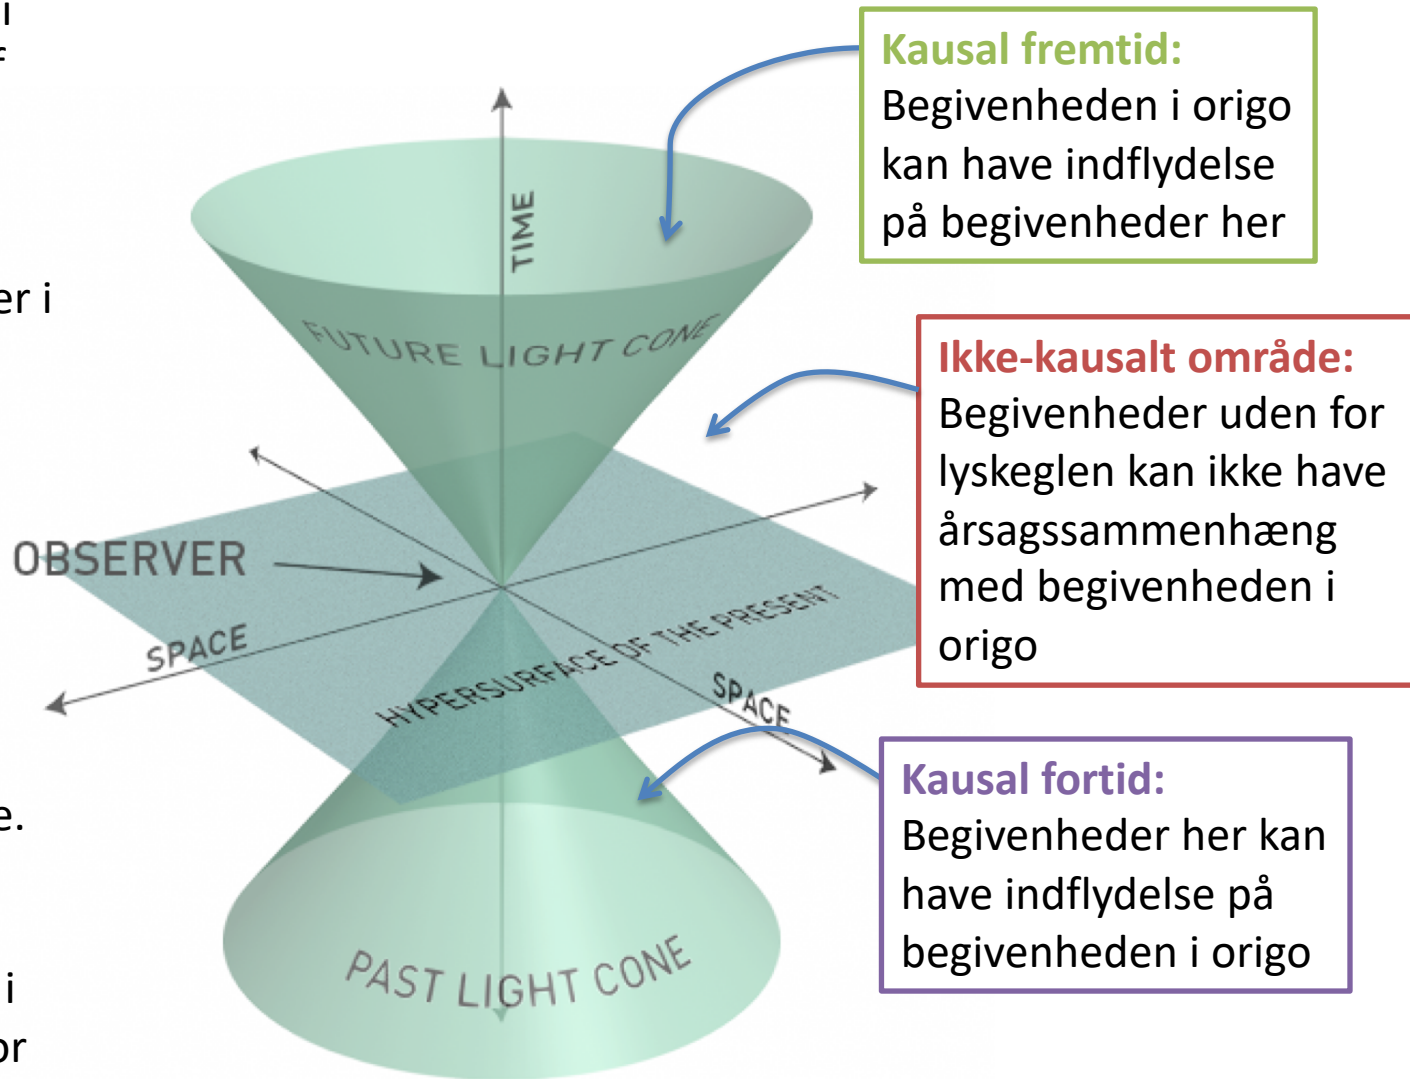 i
f
er i
e.
i
or
Kausal fremtid:
Begivenheden i origo
kan have indflydelse
på begivenheder her
TIME
FUTURE LIGHT CONE
Ikke-kausalt område:
Begivenheder uden for
lyskeglen kan ikke have
årsagssammenhæng
med begivenheden i
origo
OBSERVER
SPACE
HYPERSURFACE OF THE PRESENT
SPACE
Kausal fortid:
Begivenheder her kan
have indflydelse på
begivenheden i origo
PAST LIGHT CONE